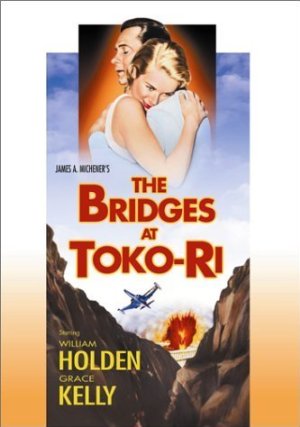 JAMES A. MICHENER'S
THE
BRIDGES
AT
TOKO-RI
Starring
WILLIAM
HOLDEN
GRACE
KELLY